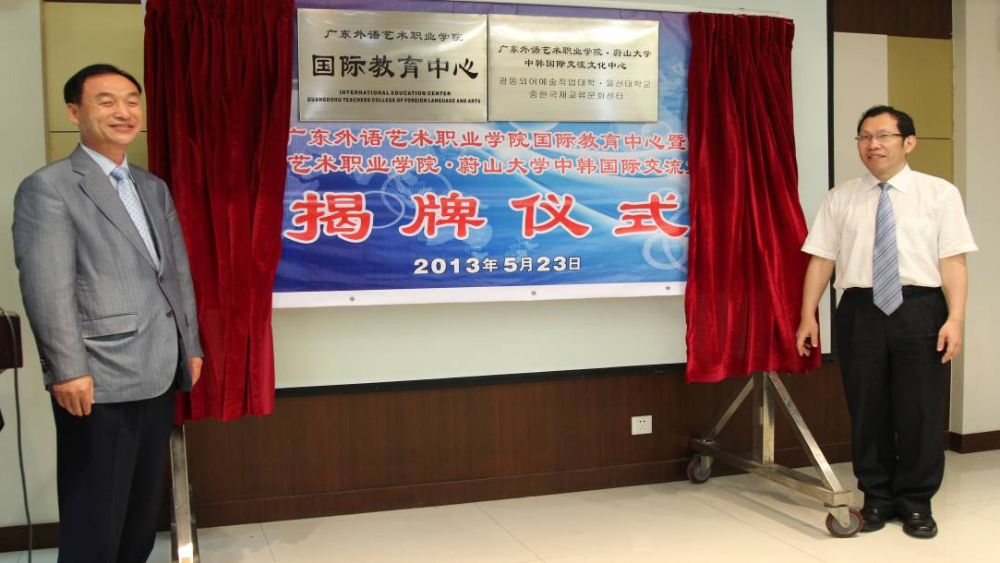 广东外语艺术职业学院
国际教育中心
INTERNATIONAL EDUCATION CENTER
GUANGDONG TEACHERS COLLEGE OF FOREIGN LANGUAGE AND ARTS
广东外语艺术职业学院·蔚山大学
中韩国际交流文化中心
광동외어예술직업대학·울산대학교
중한국제교류문화센터
广东外语艺术职业学院国际教育中心暨
艺术职业学院·蔚山大学中韩国际交流
揭牌仪式
2013年5月23日